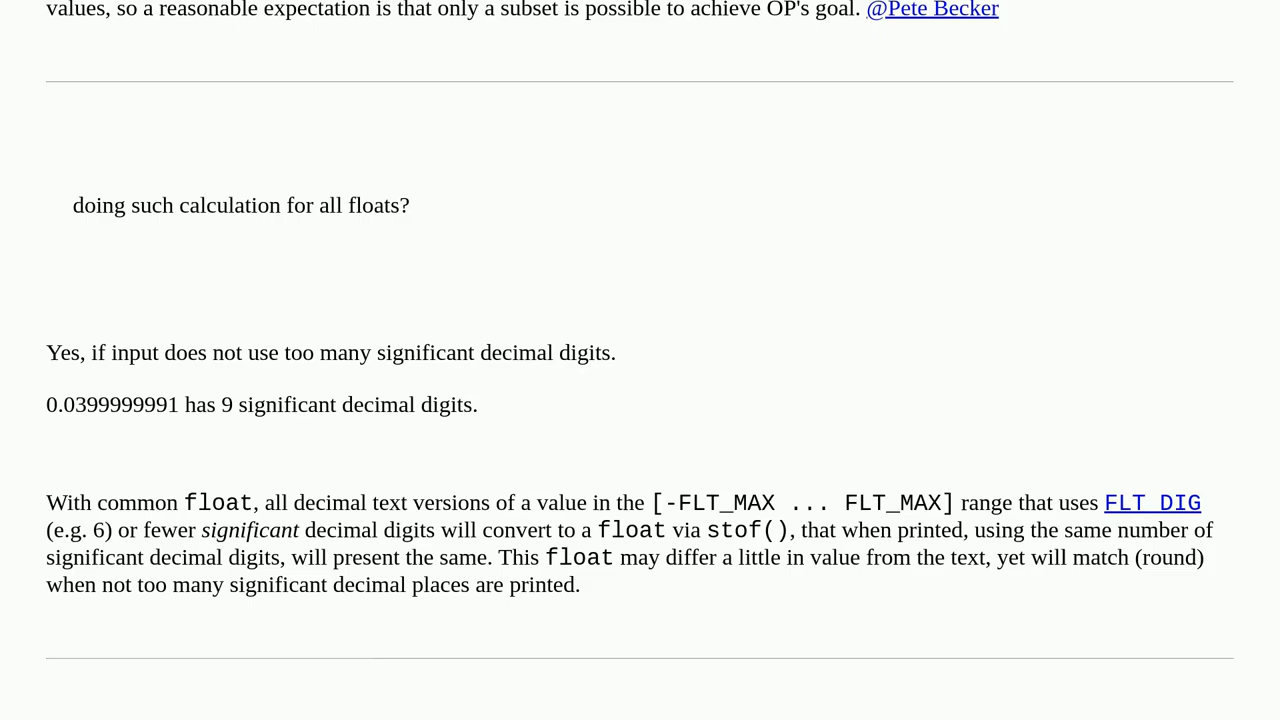 values, so a reasonable expectation is that only a subset is possible to achieve OP's goal. @Pete Becker
doing such calculation for all floats?
Yes, if input does not use too many significant decimal digits.
0.0399999991 has 9 significant decimal digits.
With common float, all decimal text versions of a value in the [-FLT_MAX ... FLT_MAX] range that uses FLT_DIG
(e.g. 6) or fewer significant decimal digits will convert to a float via stof(), that when printed, using the same number of
significant decimal digits, will present the same. This float may differ a little in value from the text, yet will match (round)
when not too many significant decimal places are printed.